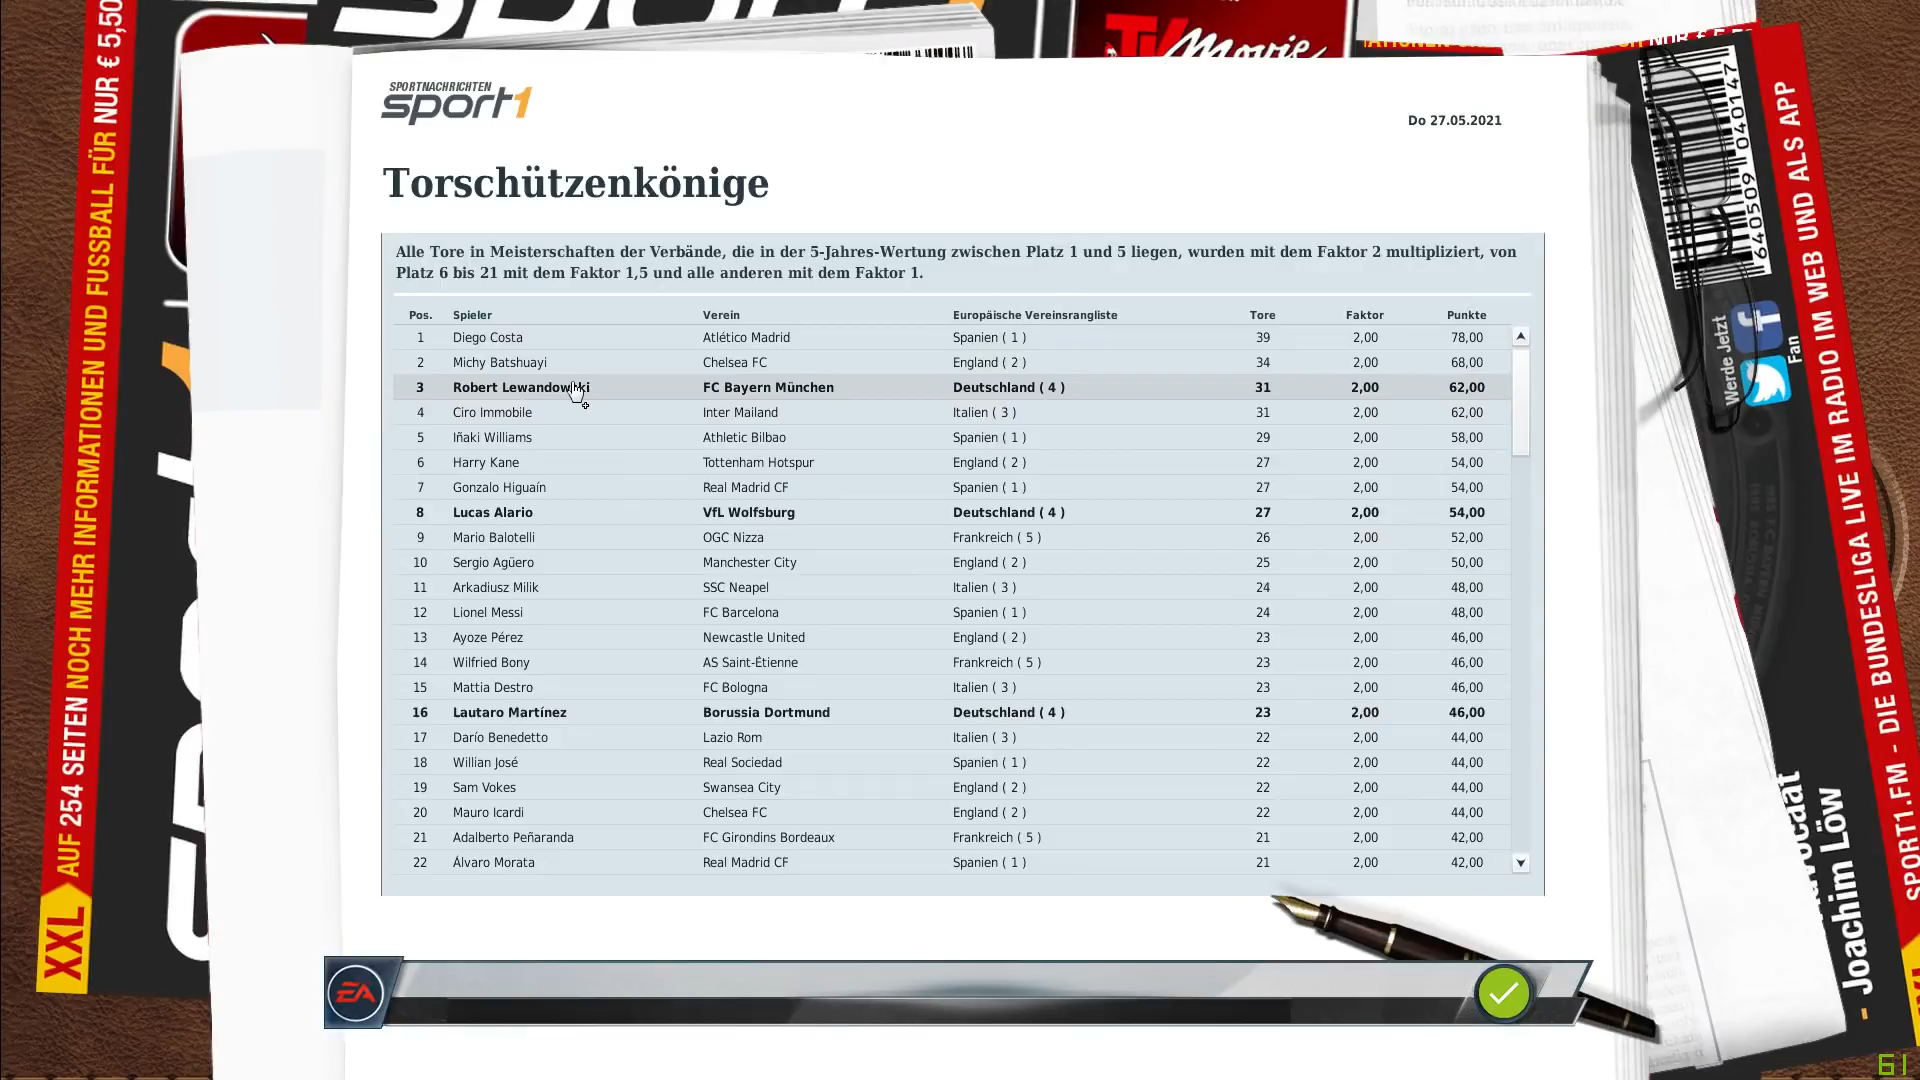 SPORTNACHRICHTEN
sport1
Do 27.05.2021
Torschützenkönige
Alle Tore in Meisterschaften der Verbände, die in der 5-Jahres-Wertung zwischen Platz 1 und 5 liegen, wurden mit dem Faktor 2 multipliziert, von
Platz 6 bis 21 mit dem Faktor 1,5 und alle anderen mit dem Faktor 1.
Pos. Spieler Verein Europäische Vereinsrangliste Tore Faktor Punkte
1 Diego Costa Atlético Madrid Spanien ( 1 ) 39 2,00 78,00
2 Michy Batshuayi Chelsea FC England ( 2 ) 34 2,00 68,00
3 Robert Lewandowski FC Bayern München Deutschland ( 4 ) 31 2,00 62,00
4 Ciro Immobile Inter Mailand Italien ( 3 ) 31 2,00 62,00
5 Iñaki Williams Athletic Bilbao Spanien ( 1 ) 29 2,00 58,00
6 Harry Kane Tottenham Hotspur England ( 2 ) 27 2,00 54,00
7 Gonzalo Higuaín Real Madrid CF Spanien ( 1 ) 27 2,00 54,00
8 Lucas Alario VfL Wolfsburg Deutschland ( 4 ) 27 2,00 54,00
9 Mario Balotelli OGC Nizza Frankreich ( 5 ) 26 2,00 52,00
10 Sergio Agüero Manchester City England ( 2 ) 25 2,00 50,00
11 Arkadiusz Milik SSC Neapel Italien ( 3 ) 24 2,00 48,00
12 Lionel Messi FC Barcelona Spanien ( 1 ) 24 2,00 48,00
13 Ayoze Pérez Newcastle United England ( 2 ) 23 2,00 46,00
14 Wilfried Bony AS Saint-Étienne Frankreich ( 5 ) 23 2,00 46,00
15 Mattia Destro FC Bologna Italien ( 3 ) 23 2,00 46,00
16 Lautaro Martínez Borussia Dortmund Deutschland ( 4 ) 23 2,00 46,00
17 Darío Benedetto Lazio Rom Italien ( 3 ) 22 2,00 44,00
18 Willian José Real Sociedad Spanien ( 1 ) 22 2,00 44,00
19 Sam Vokes Swansea City England ( 2 ) 22 2,00 44,00
20 Mauro Icardi Chelsea FC England ( 2 ) 22 2,00 44,00
21 Adalberto Peñaranda FC Girondins Bordeaux Frankreich ( 5 ) 21 2,00 42,00
22 Álvaro Morata Real Madrid CF Spanien ( 1 ) 21 2,00 42,00
EA
XXL AUF 254 SEITEN NOCH MEHR INFORMATIONEN UND FUSSBALL FÜR NUR € 5,50
TV Movie
Werde Jetzt
Fan
SPORT1.FM - DIE BUNDESLIGA LIVE IM RADIO IM WEB UND ALS APP
- Joachim Löw
61